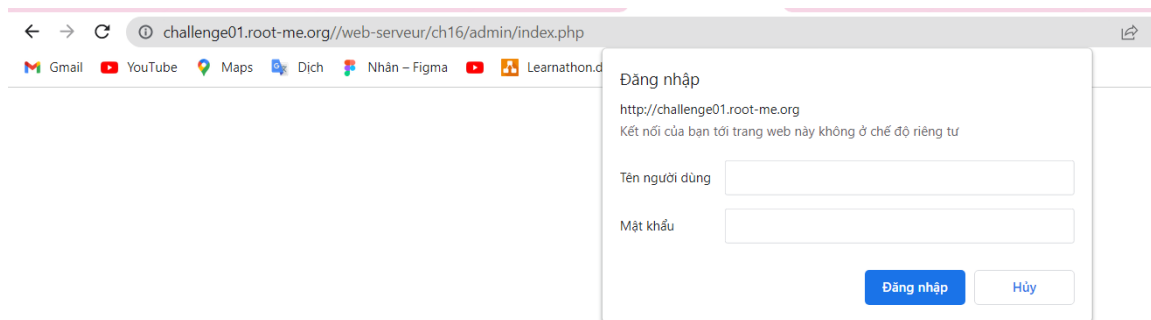 challenge01.root-me.org//web-serveur/ch16/admin/index.php
Gmail YouTube Maps Dịch Nhân – Figma Learnathon.d
Đăng nhập
http://challenge01.root-me.org
Kết nối của bạn tới trang web này không ở chế độ riêng tư
Tên người dùng
Mật khẩu
Đăng nhập Hủy